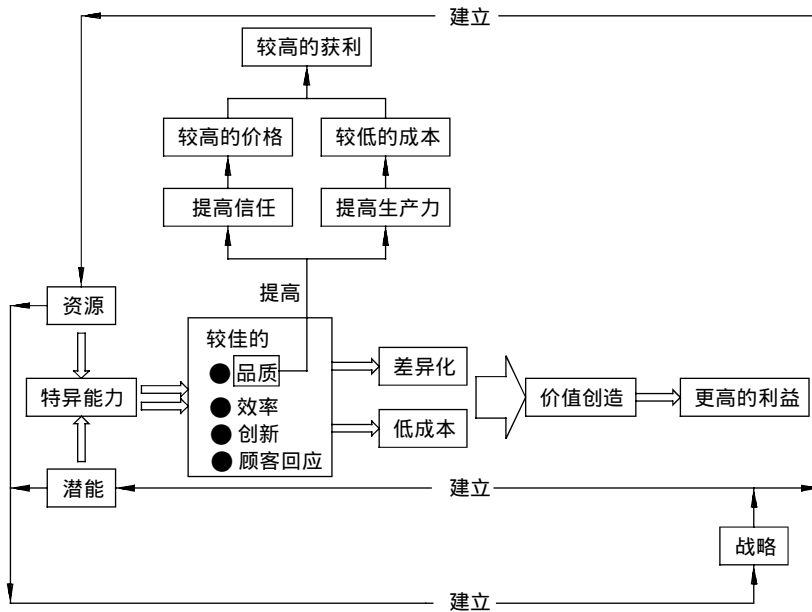 建立
较高的获利
较高的价格
较低的成本
提高信任
提高生产力
提高
资源
较佳的
品质
差异化
特异能力
效率
价值创造
更高的利益
创新
低成本
顾客回应
潜能
建立
战略
建立